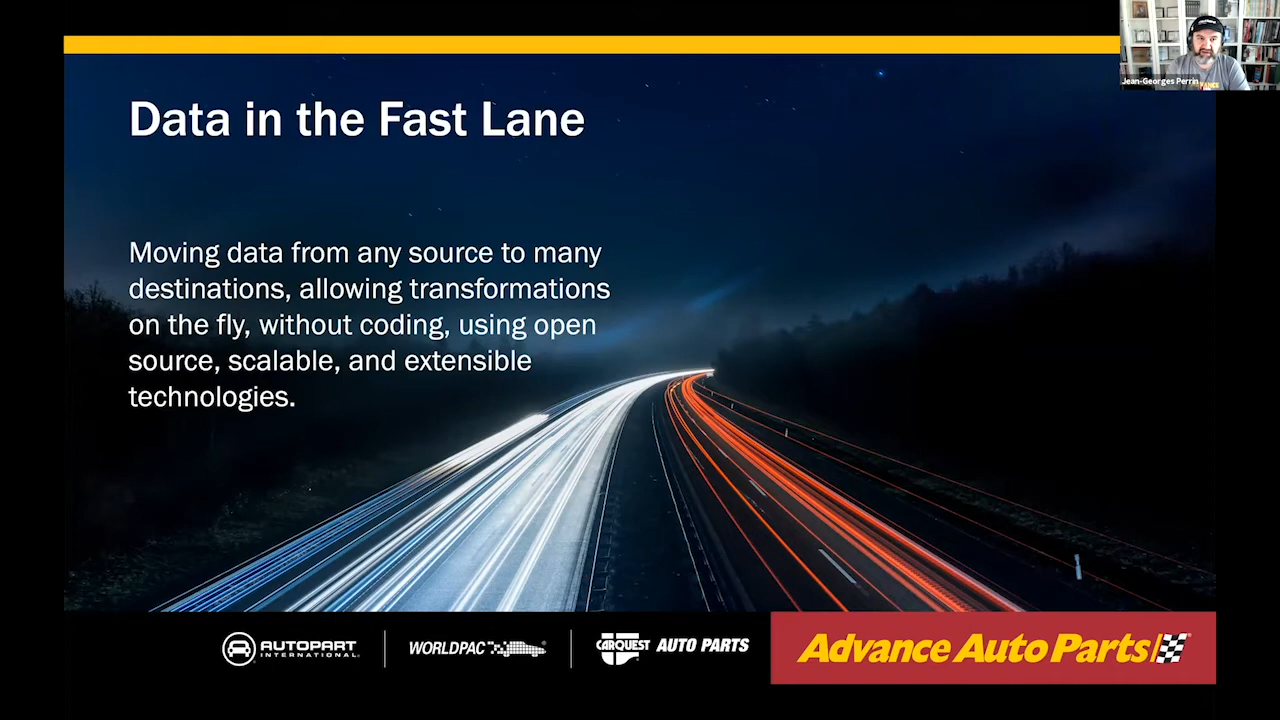 Data in the Fast Lane
Jean-Georges Perrin
Moving data from any source to many
destinations, allowing transformations
on the fly, without coding, using open
source, scalable, and extensible
technologies.
AUTOPART
INTERNATIONAL
WORLDPAC
CARQUEST AUTO PARTS
Advance Auto Parts